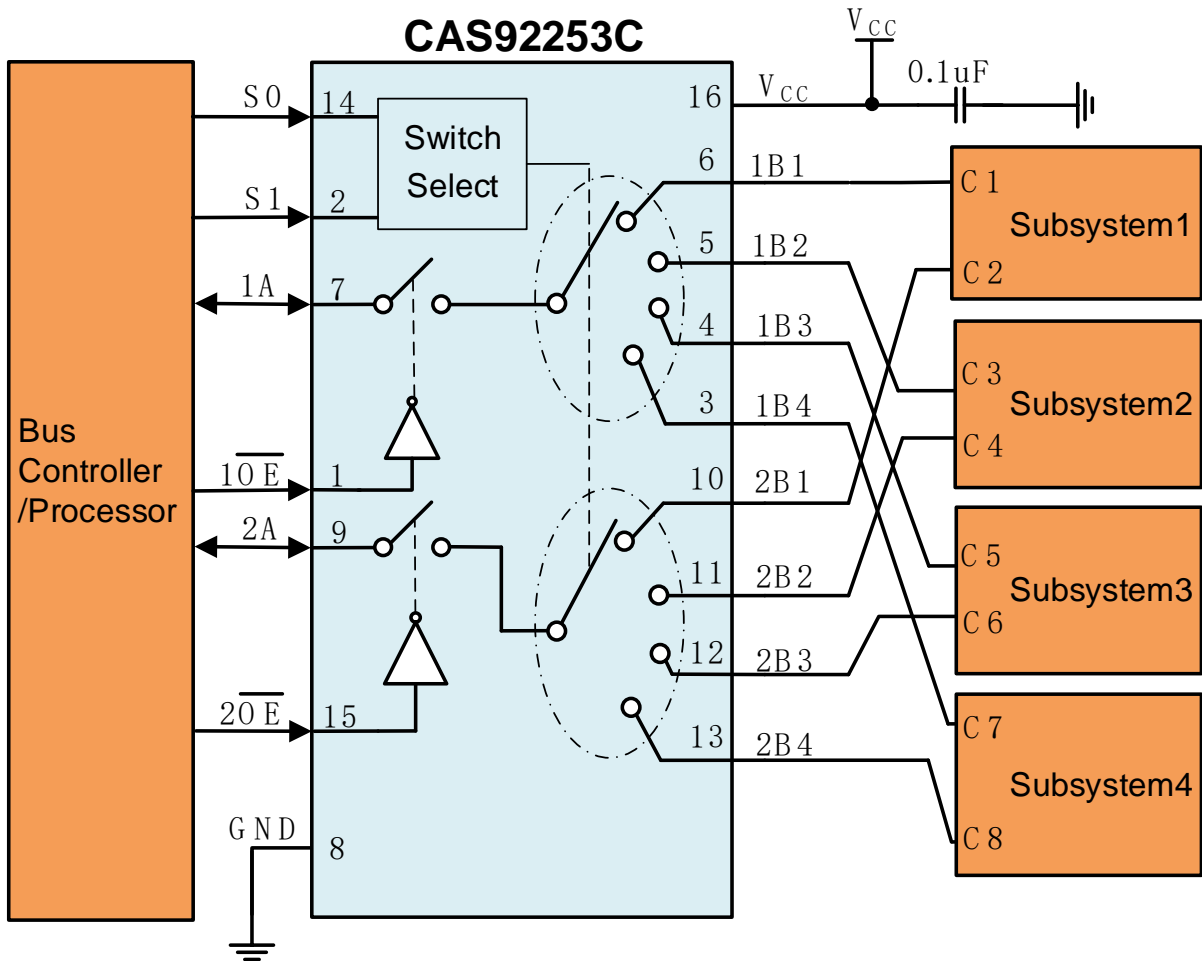 CAS92253C
Bus
Controller
/Processor
S0
S1
1A
1O̅E̅
2A
2O̅E̅
GND
14
2
7
1
9
15
8
Switch
Select
16
6
5
4
3
10
11
12
13
VCC
1B1
1B2
1B3
1B4
2B1
2B2
2B3
2B4
VCC
0.1uF
C1
Subsystem1
C2
C3
Subsystem2
C4
C5
Subsystem3
C6
C7
Subsystem4
C8